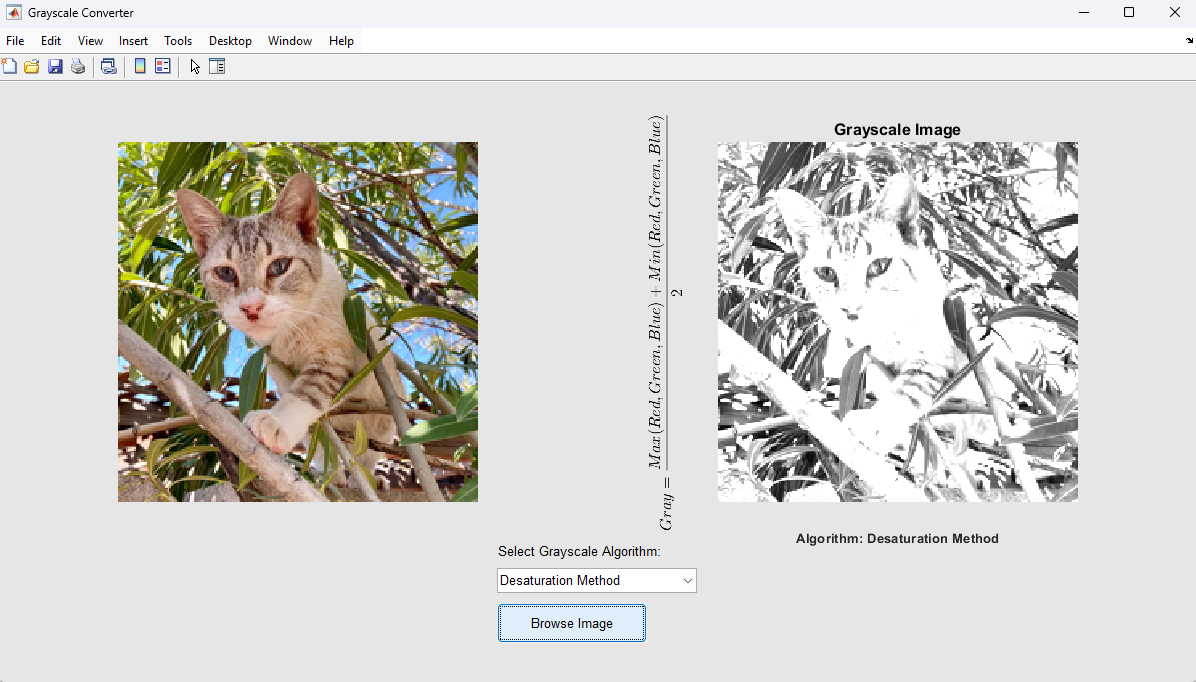 Grayscale Converter
File Edit View Insert Tools Desktop Window Help
Grayscale Image
Gray = \frac{Max(Red, Green, Blue) + Min(Red, Green, Blue)}{2}
Algorithm: Desaturation Method
Select Grayscale Algorithm:
Desaturation Method
Browse Image